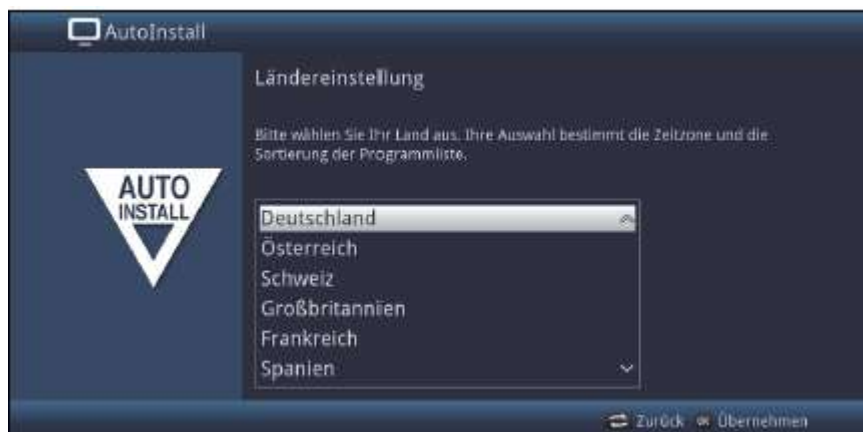 AutoInstall
Ländereinstellung
Bitte wählen Sie Ihr Land aus. Ihre Auswahl bestimmt die Zeitzone und die
Sortierung der Programmliste.
AUTO
INSTALL
Deutschland
Österreich
Schweiz
Großbritannien
Frankreich
Spanien
Zurück OK Übernehmen